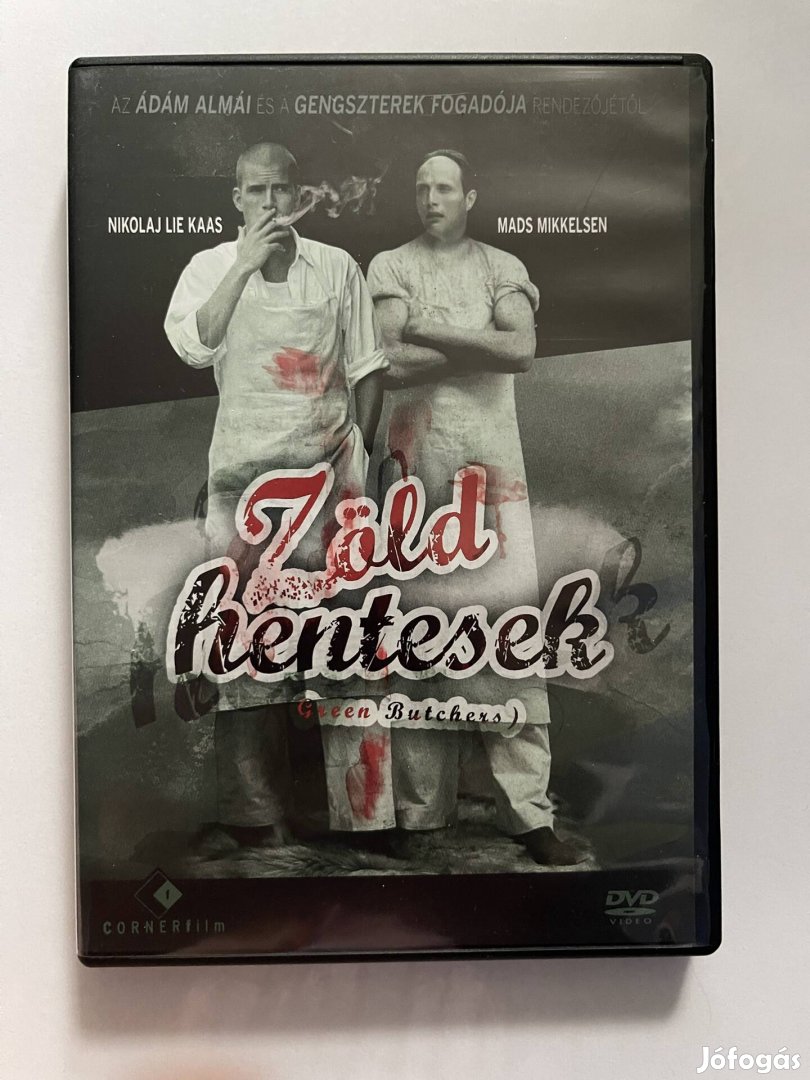 AZ ÁDÁM ALMÁI ÉS A GENGSZTEREK FOGADÓJA RENDEZŐJÉTŐL
NIKOLAJ LIE KAAS
MADS MIKKELSEN
Zöld
hentesek
Green Butchers)
CORNERfilm
DVD
VIDEO
Jófogás